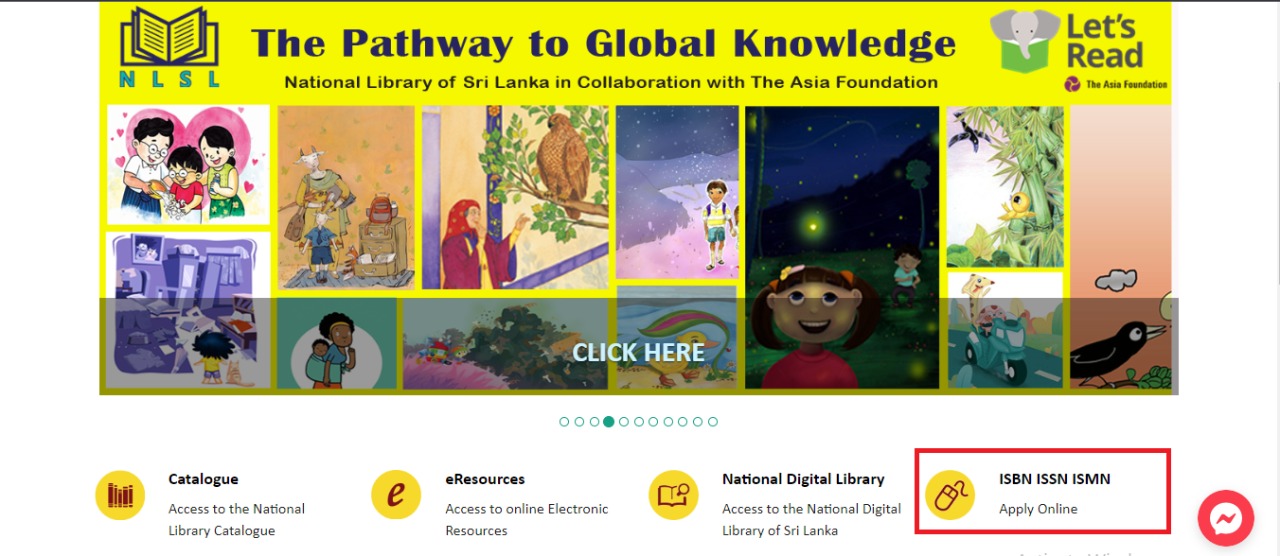 NLSL
The Pathway to Global Knowledge
National Library of Sri Lanka in Collaboration with The Asia Foundation
Let's
Read
The Asia Foundation
CLICK HERE
Catalogue
Access to the National
Library Catalogue
e
eResources
Access to online Electronic
Resources
National Digital Library
Access to the National Digital
Library of Sri Lanka
ISBN ISSN ISMN
Apply Online